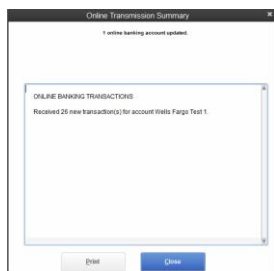 Online Transmission Summary
1 online banking account updated.
ONLINE BANKING TRANSACTIONS
Received 26 new transaction(s) for account Wells Fargo Test 1.
Print
Close